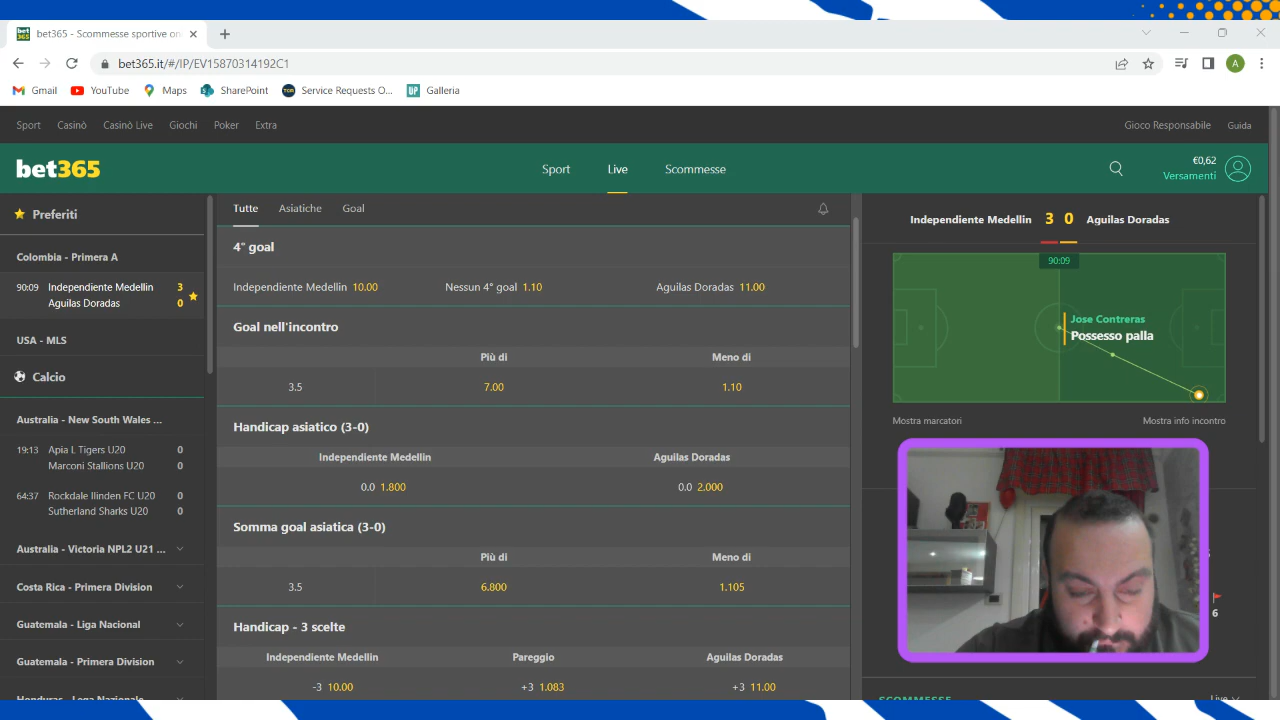 bet365 - Scommesse sportive on
bet365.it/#/IP/EV15870314192C1
A
Gmail YouTube Maps SharePoint Service Requests O... Galleria
Sport Casinò Casinò Live Giochi Poker Extra
Gioco Responsabile Guida
bet365
Sport Live Scommesse
€0,62
Versamenti
Preferiti
Colombia - Primera A
90:09 Independiente Medellin 3
Aguilas Doradas 0
USA - MLS
Calcio
Australia - New South Wales ...
19:13 Apia L Tigers U20 0
Marconi Stallions U20 0
64:37 Rockdale Ilinden FC U20 0
Sutherland Sharks U20 0
Australia - Victoria NPL2 U21 ...
Costa Rica - Primera Division
Guatemala - Liga Nacional
Guatemala - Primera Division
Honduras - Lega Nazionale
Tutte Asiatiche Goal
4° goal
Independiente Medellin 10.00 Nessun 4° goal 1.10 Aguilas Doradas 11.00
Goal nell'incontro
Più di Meno di
3.5 7.00 1.10
Handicap asiatico (3-0)
Independiente Medellin Aguilas Doradas
0.0 1.800 0.0 2.000
Somma goal asiatica (3-0)
Più di Meno di
3.5 6.800 1.105
Handicap - 3 scelte
Independiente Medellin Pareggio Aguilas Doradas
-3 10.00 +3 1.083 +3 11.00
Independiente Medellin 3 0 Aguilas Doradas
90:09
Jose Contreras
Possesso palla
Mostra marcatori Mostra info incontro
6
SCOMMESSE Live